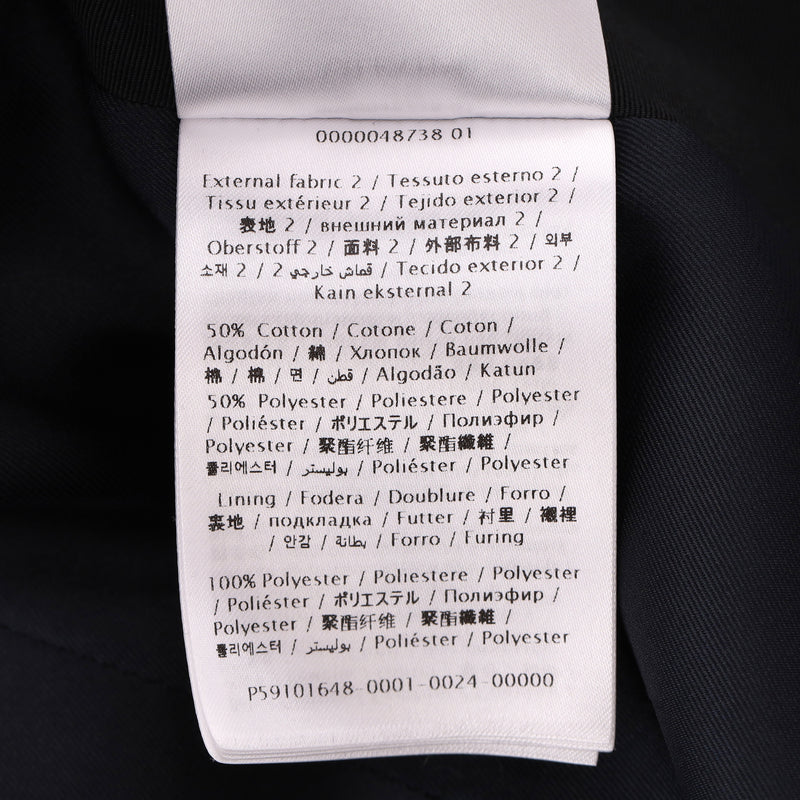 0000048738 01
External fabric 2 / Tessuto esterno 2 /
Tissu extérieur 2 / Tejido exterior 2 /
表地 2 / внешний материал 2 /
Oberstoff 2 / 面料 2 / 外部布料 2 / 외부
소재 2 / قماش خارجي 2 / Tecido exterior 2 /
Kain eksternal 2
50% Cotton / Cotone / Coton /
Algodón / 綿 / Хлопок / Baumwolle /
棉 / 棉 / 면 / قطن / Algodão / Katun
50% Polyester / Poliestere / Polyester
/ Poliéster / ポリエステル / Полиэфир /
Polyester / 聚酯纤维 / 聚酯纖維 /
폴리에스터 / بوليستر / Poliéster / Polyester
Lining / Fodera / Doublure / Forro /
裏地 / подкладка / Futter / 衬里 / 襯裡
/ 안감 / بطانة / Forro / Furing
100% Polyester / Poliestere / Polyester
/ Poliéster / ポリエステル / Полиэфир /
Polyester / 聚酯纤维 / 聚酯纖維 /
폴리에스터 / بوليستر / Poliéster / Polyester
P59101648-0001-0024-00000